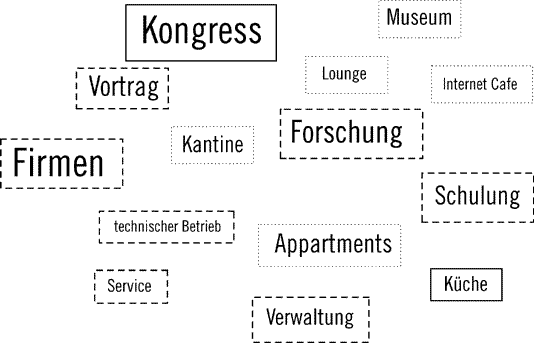 Museum
Kongress
Lounge
Internet Cafe
Vortrag
Forschung
Kantine
Firmen
Schulung
technischer Betrieb
Appartments
Service
Küche
Verwaltung